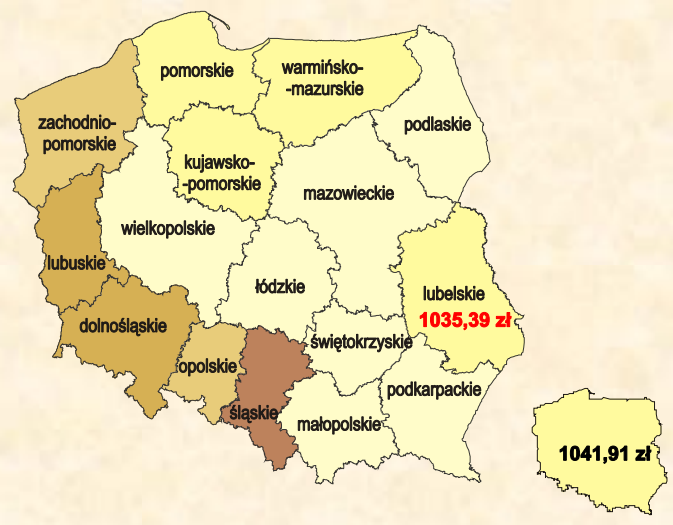 pomorskie
warmińsko-
-mazurskie
zachodnio-
pomorskie
podlaskie
kujawsko-
-pomorskie
mazowieckie
wielkopolskie
lubuskie
łódzkie
lubelskie
1035,39 zł
dolnośląskie
świętokrzyskie
opolskie
podkarpackie
śląskie
małopolskie
1041,91 zł